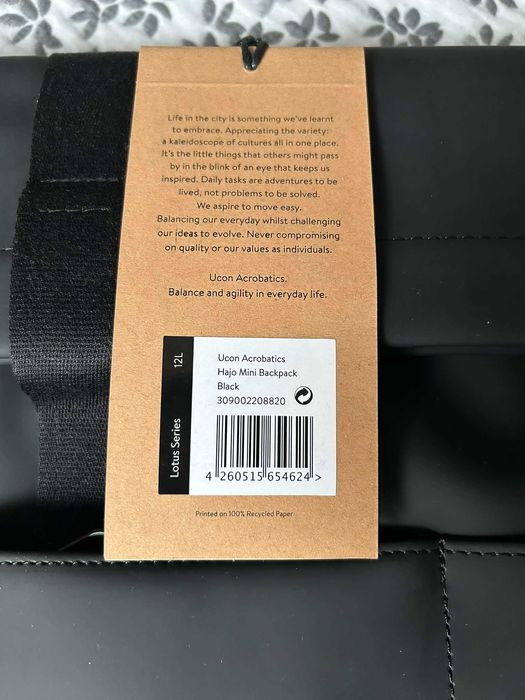 Life in the city is something we've learnt
to embrace. Appreciating the variety:
a kaleidoscope of cultures all in one place.
It's the little things that others might pass
by in the blink of an eye that keeps us
inspired. Daily tasks are adventures to be
lived, not problems to be solved.
We aspire to move easy.
Balancing our everyday whilst challenging
our ideas to evolve. Never compromising
on quality or our values as individuals.
Ucon Acrobatics.
Balance and agility in everyday life.
12L
Lotus Series
Ucon Acrobatics
Hajo Mini Backpack
Black
309002208820
4 260515 654624 >
Printed on 100% Recycled Paper